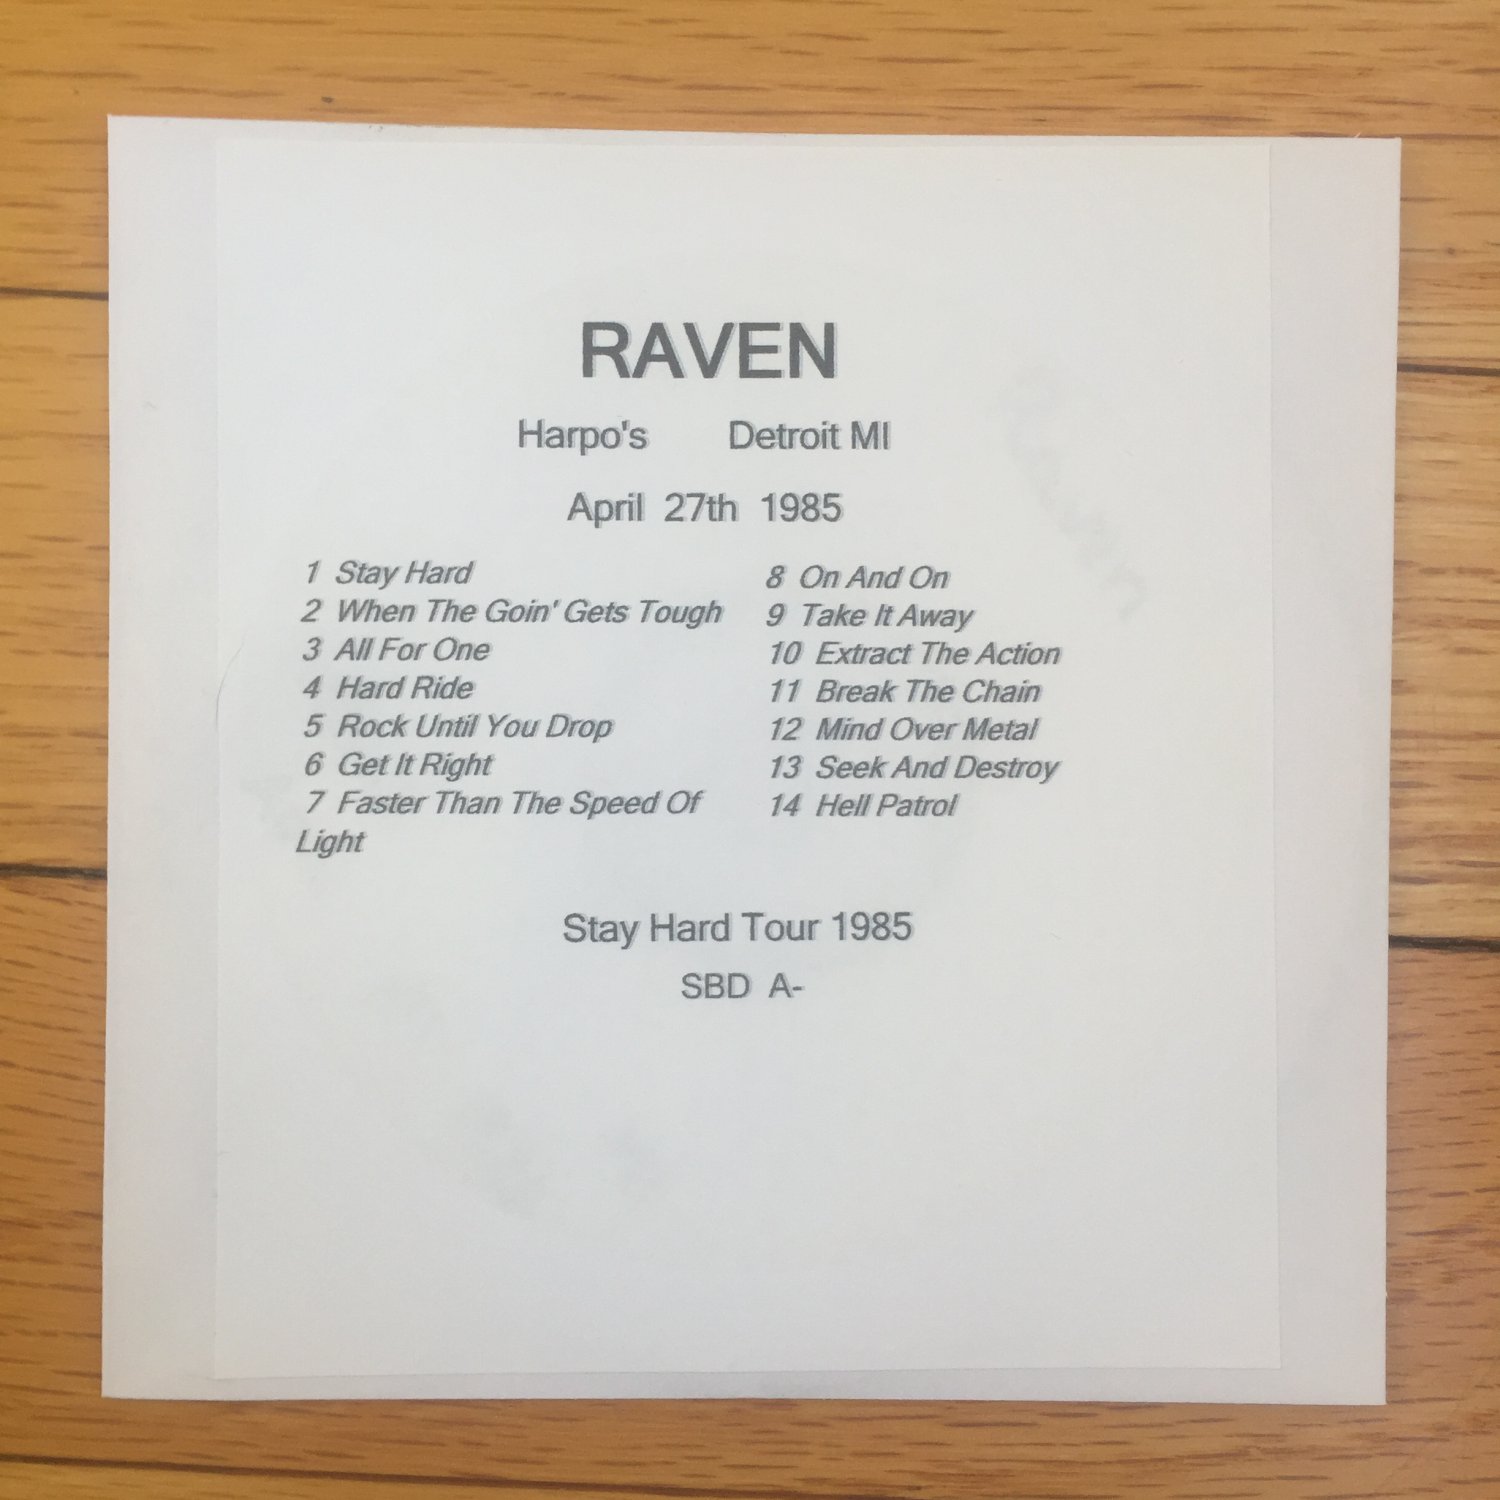 RAVEN
Harpo's Detroit MI
April 27th 1985
1 Stay Hard
2 When The Goin' Gets Tough
3 All For One
4 Hard Ride
5 Rock Until You Drop
6 Get It Right
7 Faster Than The Speed Of
Light
8 On And On
9 Take It Away
10 Extract The Action
11 Break The Chain
12 Mind Over Metal
13 Seek And Destroy
14 Hell Patrol
Stay Hard Tour 1985
SBD A-